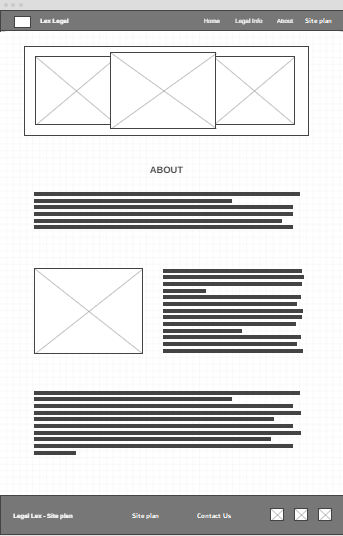 Lex Legal
Home Legal Info About Site plan
ABOUT
Legal Lex - Site plan Site plan Contact Us